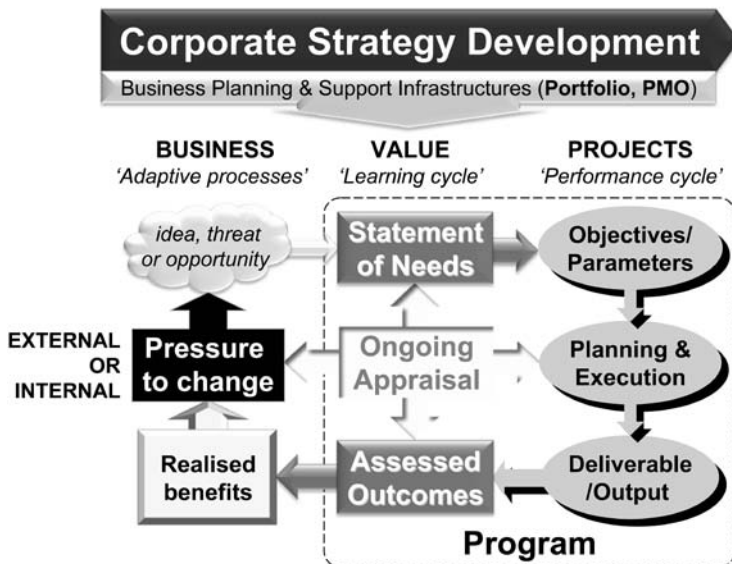 Corporate Strategy Development
Business Planning & Support Infrastructures (Portfolio, PMO)
BUSINESS
'Adaptive processes'
VALUE
'Learning cycle'
PROJECTS
'Performance cycle'
idea, threat
or opportunity
Statement
of Needs
Objectives/
Parameters
EXTERNAL
OR
INTERNAL
Pressure
to change
Ongoing
Appraisal
Planning &
Execution
Realised
benefits
Assessed
Outcomes
Deliverable
/Output
Program